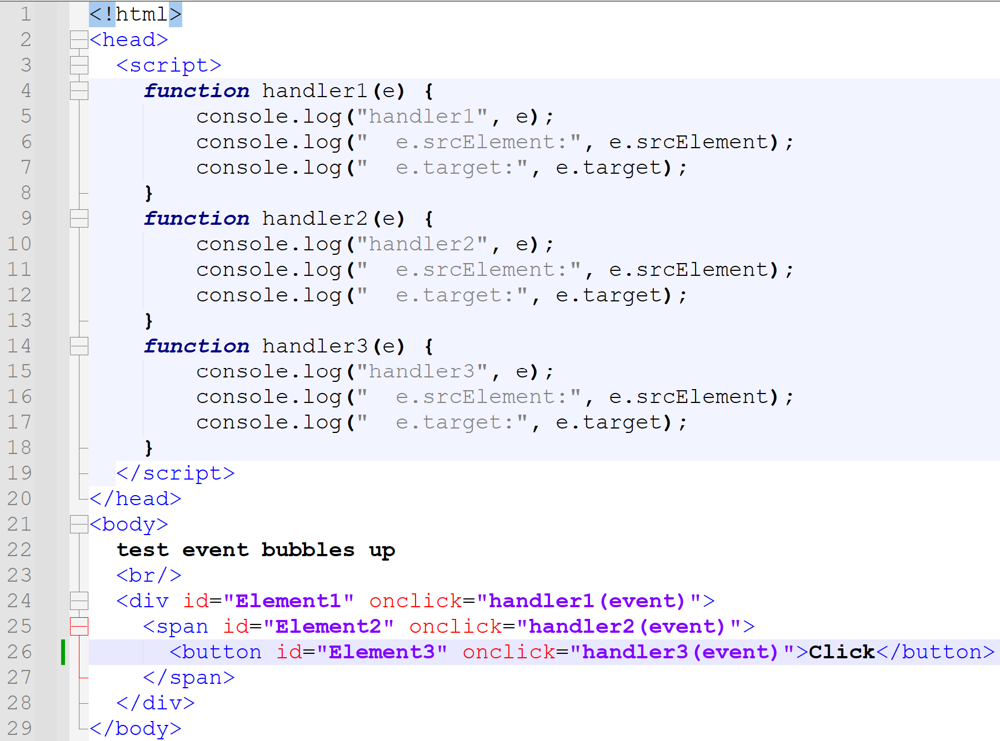 1 <!html>
2 <head>
3   <script>
4     function handler1(e) {
5         console.log("handler1", e);
6         console.log("  e.srcElement:", e.srcElement);
7         console.log("  e.target:", e.target);
8     }
9     function handler2(e) {
10         console.log("handler2", e);
11         console.log("  e.srcElement:", e.srcElement);
12         console.log("  e.target:", e.target);
13     }
14     function handler3(e) {
15         console.log("handler3", e);
16         console.log("  e.srcElement:", e.srcElement);
17         console.log("  e.target:", e.target);
18     }
19   </script>
20 </head>
21 <body>
22   test event bubbles up
23   <br/>
24   <div id="Element1" onclick="handler1(event)">
25     <span id="Element2" onclick="handler2(event)">
26       <button id="Element3" onclick="handler3(event)">Click</button>
27     </span>
28   </div>
29 </body>